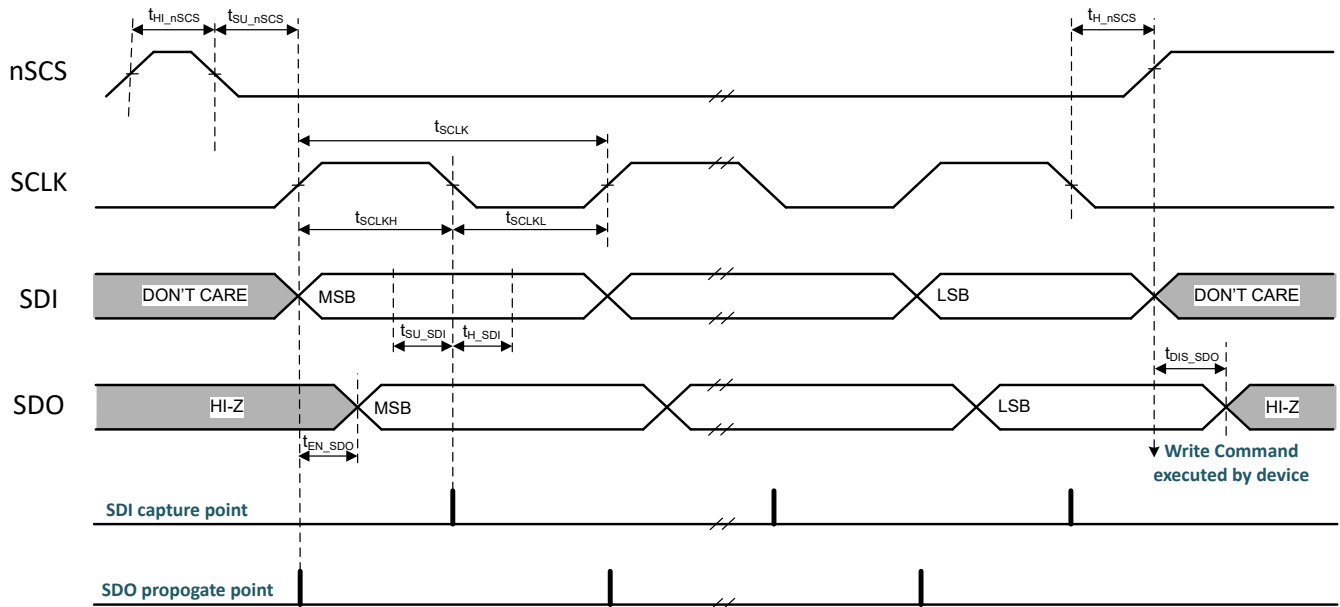 tHI_nSCS tSU_nSCS tH_nSCS
nSCS
tSCLK
SCLK
tSCLKH tSCLKL
SDI DON'T CARE MSB LSB DON'T CARE
tSU_SDI tH_SDI
tDIS_SDO
SDO HI-Z MSB LSB HI-Z
tEN_SDO
Write Command
executed by device
SDI capture point
SDO propogate point